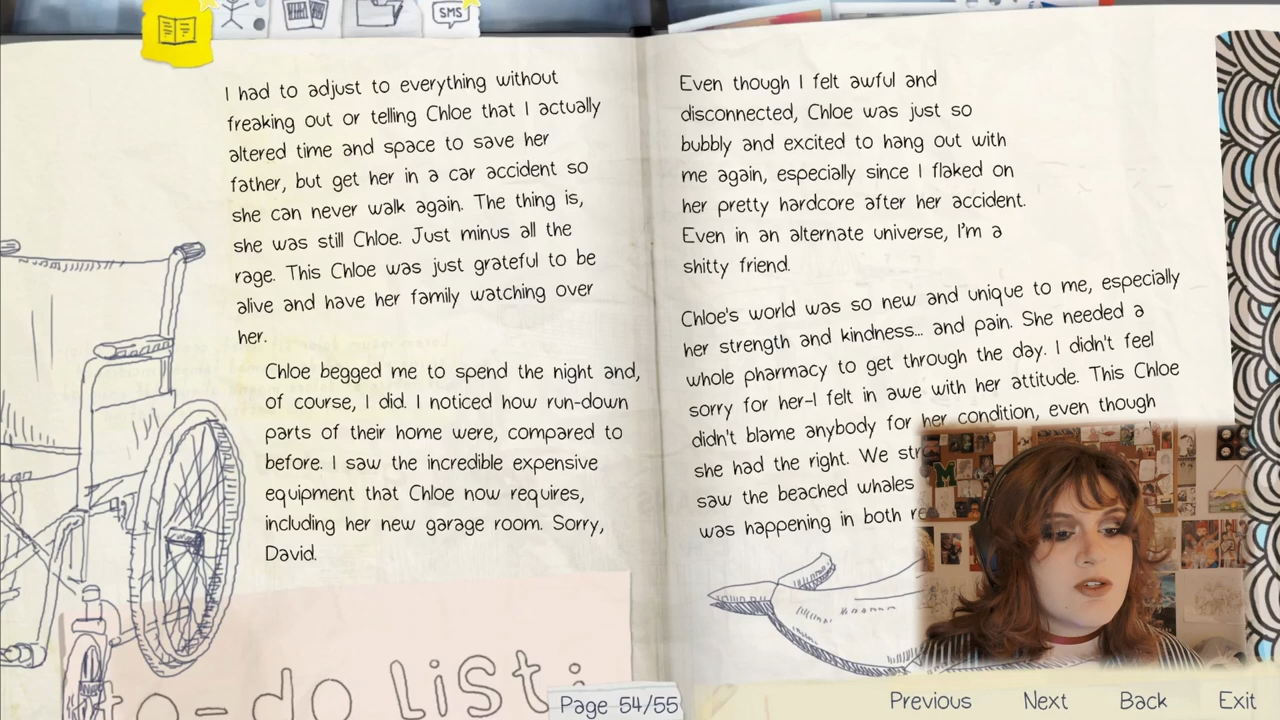 SMS
I had to adjust to everything without
freaking out or telling Chloe that I actually
altered time and space to save her
father, but get her in a car accident so
she can never walk again. The thing is,
she was still Chloe. Just minus all the
rage. This Chloe was just grateful to be
alive and have her family watching over
her.
Chloe begged me to spend the night and,
of course, I did. I noticed how run-down
parts of their home were, compared to
before. I saw the incredible expensive
equipment that Chloe now requires,
including her new garage room. Sorry,
David.
to-do list:
Even though I felt awful and
disconnected, Chloe was just so
bubbly and excited to hang out with
me again, especially since I flaked on
her pretty hardcore after her accident.
Even in an alternate universe, I'm a
shitty friend.
Chloe's world was so new and unique to me, especially
her strength and kindness... and pain. She needed a
whole pharmacy to get through the day. I didn't feel
sorry for her-I felt in awe with her attitude. This Chloe
didn't blame anybody for her condition, even though
she had the right. We
saw the beached whales
was happening in both
M
Page 54/55
Previous Next Back Exit